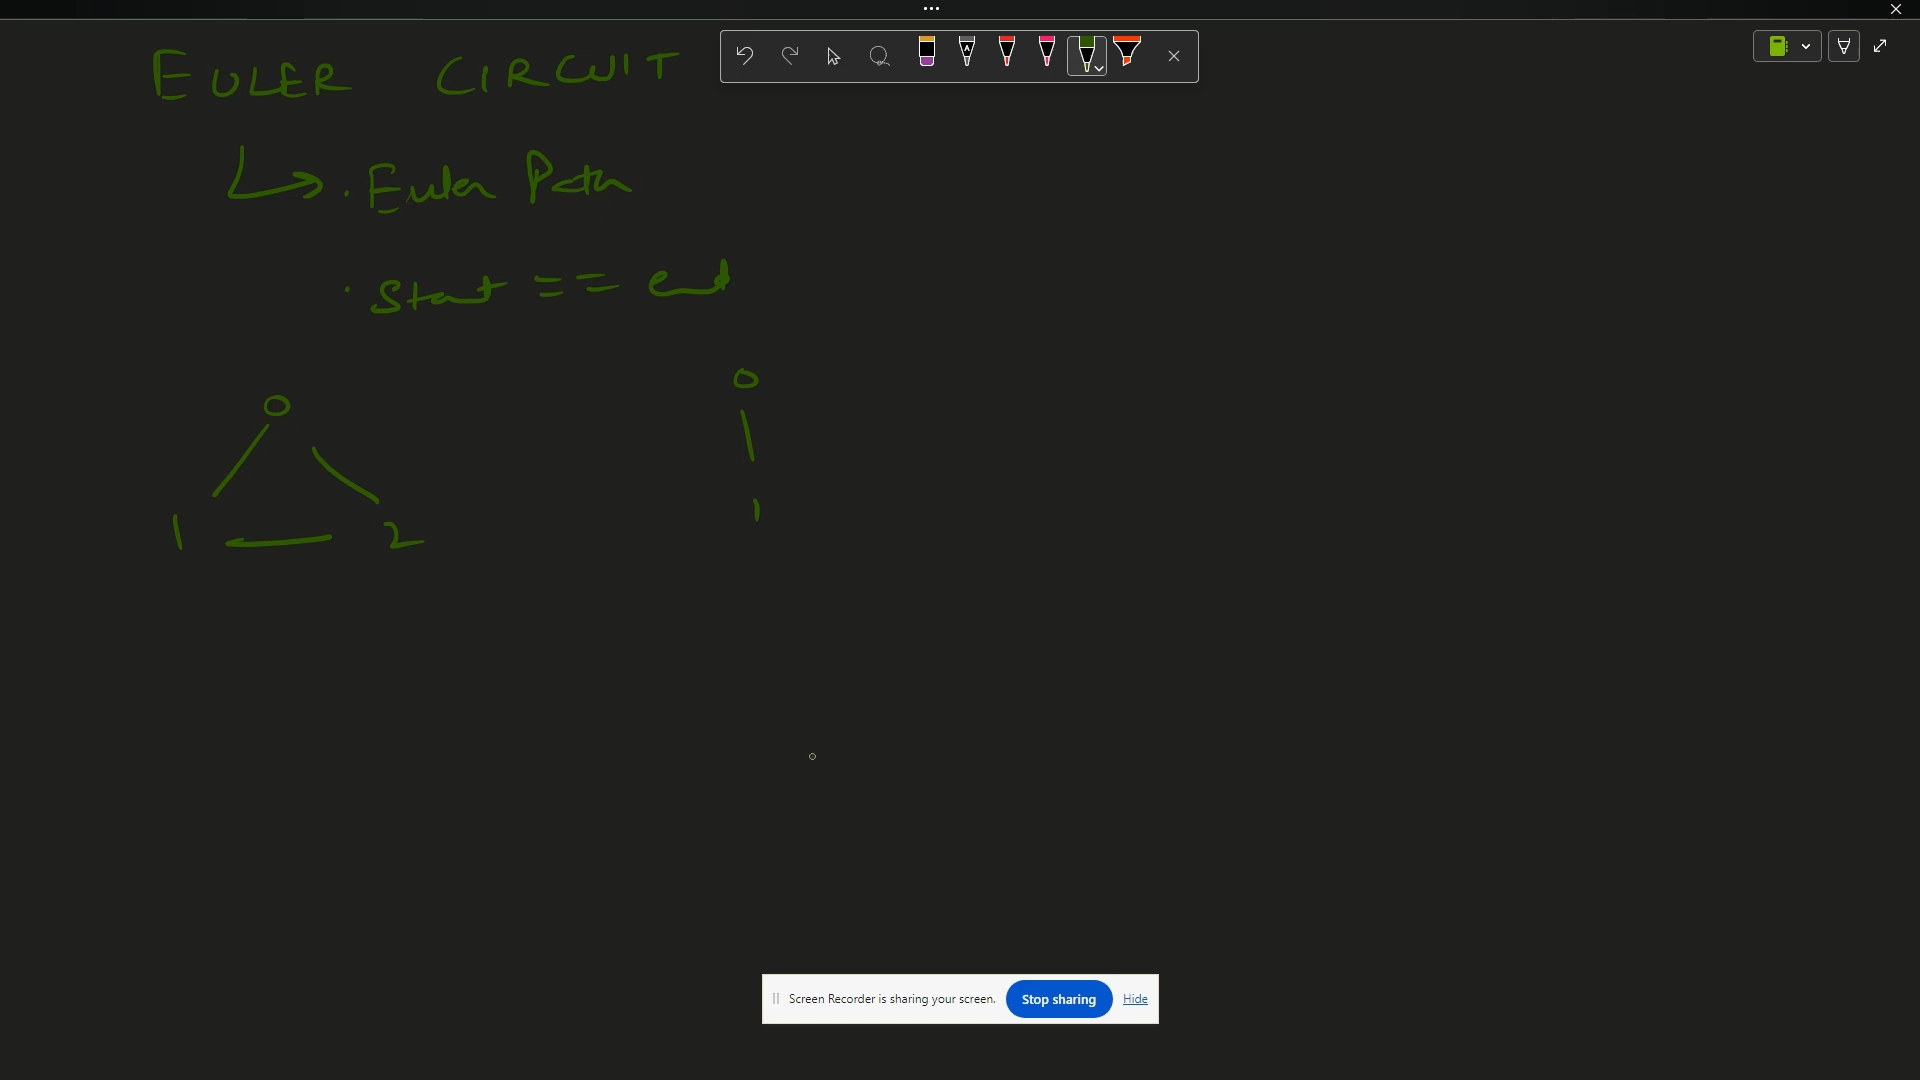 EULER CIRCUIT
. Euler Path
. Start == end
0
0
1
1 2
Screen Recorder is sharing your screen. Stop sharing Hide